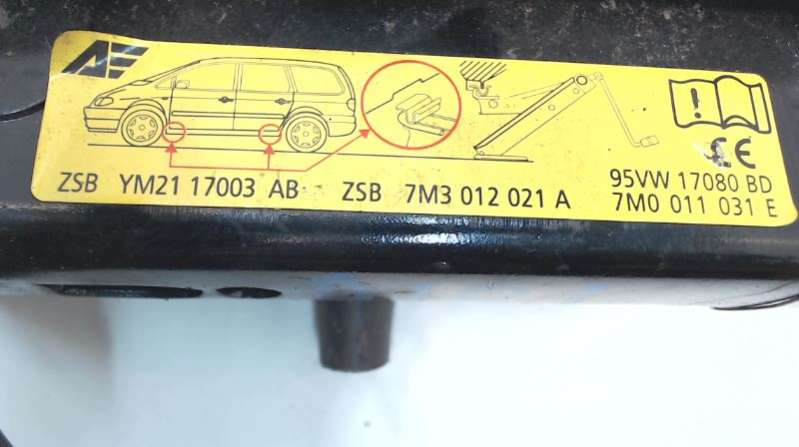 AE
!
CE
ZSB YM21 17003 AB ZSB 7M3 012 021 A
95VW 17080 BD
7M0 011 031 E